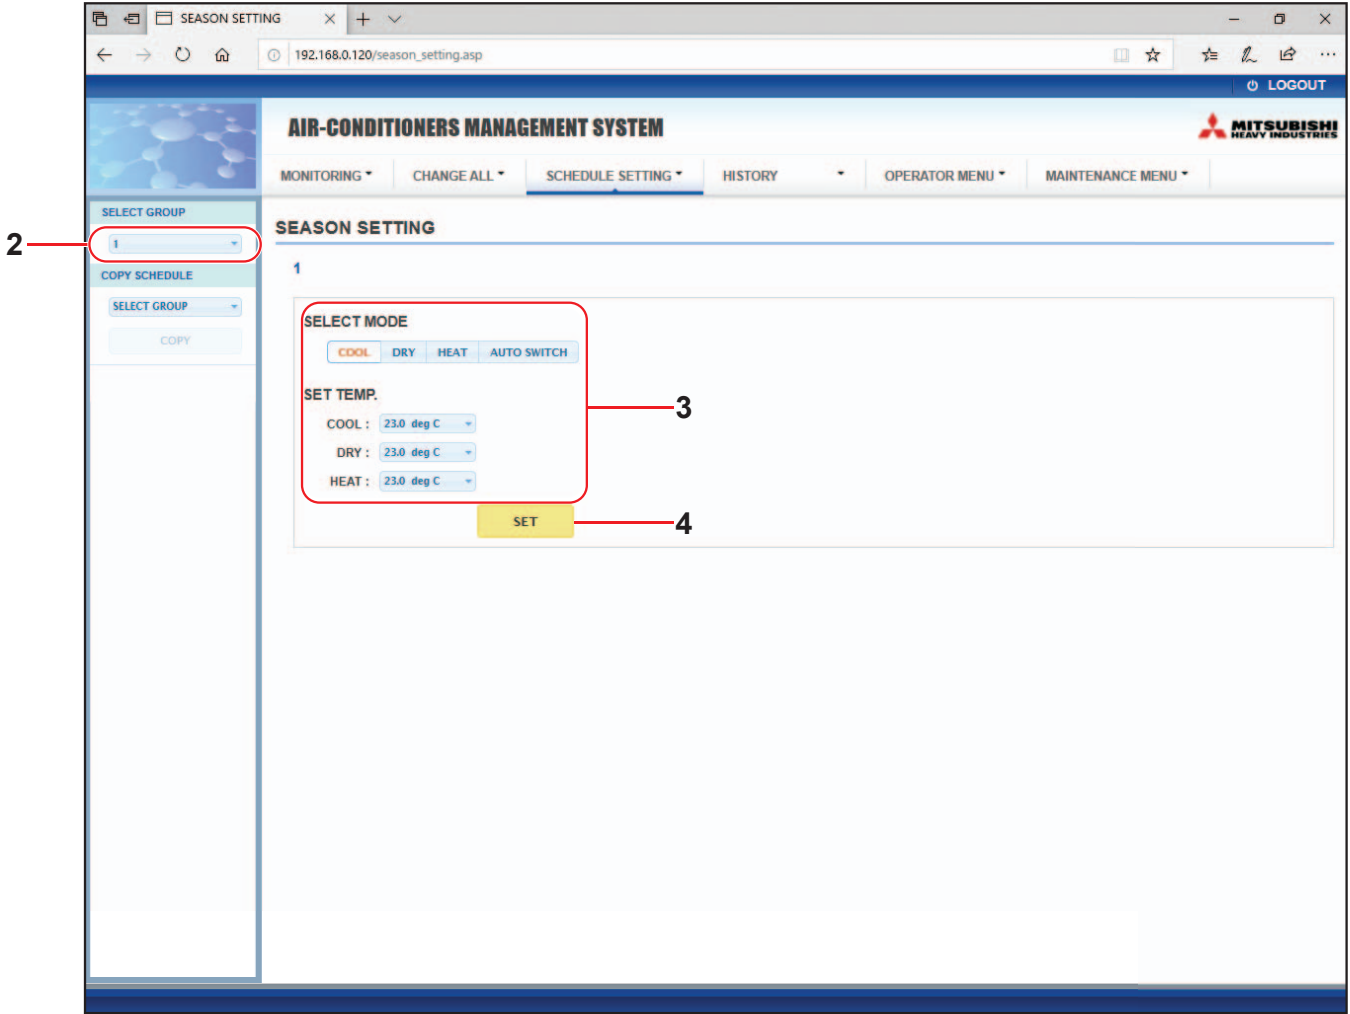 SEASON SETTING
192.168.0.120/season_setting.asp
LOGOUT
AIR-CONDITIONERS MANAGEMENT SYSTEM
MITSUBISHI
HEAVY INDUSTRIES
MONITORING CHANGE ALL SCHEDULE SETTING HISTORY OPERATOR MENU MAINTENANCE MENU
SELECT GROUP
2
1
COPY SCHEDULE
SELECT GROUP
COPY
SEASON SETTING
1
SELECT MODE
COOL DRY HEAT AUTO SWITCH
SET TEMP.
COOL : 23.0 deg C
DRY : 23.0 deg C
HEAT : 23.0 deg C
3
SET
4